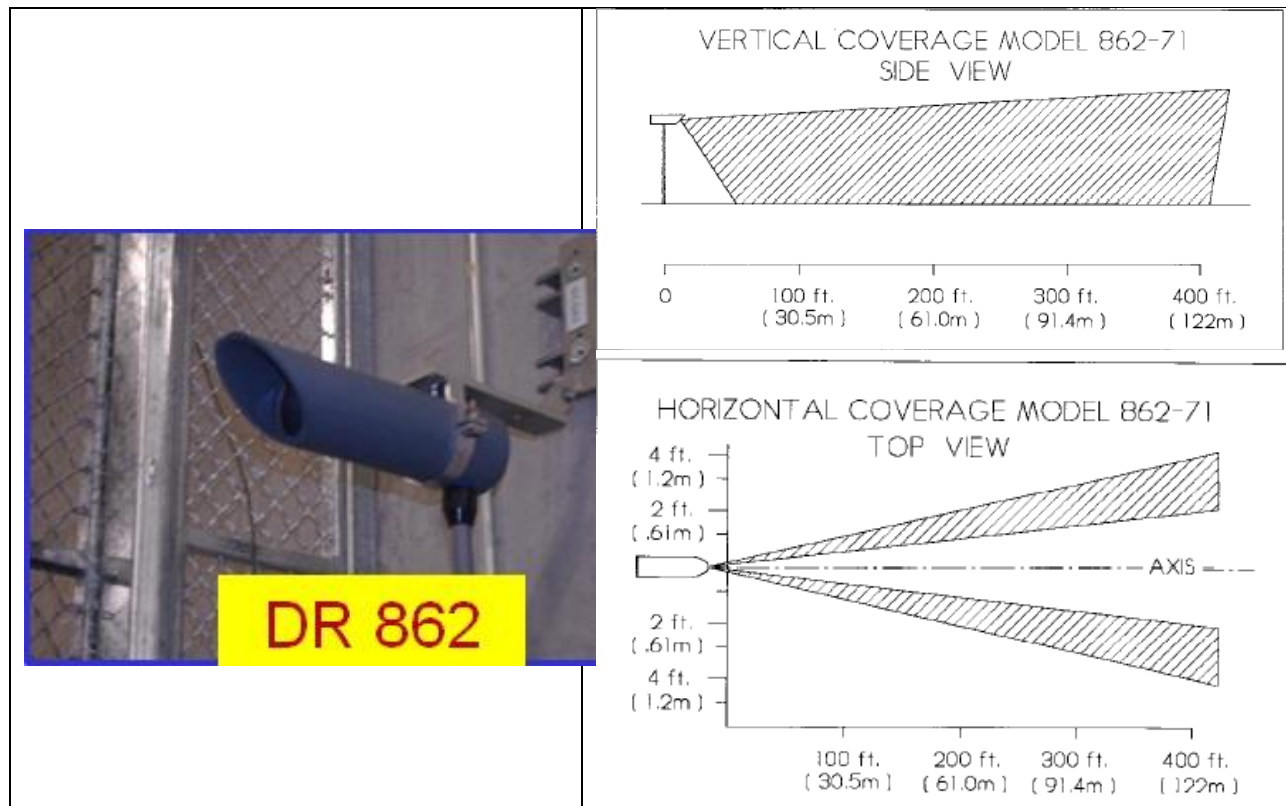 VERTICAL COVERAGE MODEL 862-71
SIDE VIEW
0
100 ft.
200 ft.
300 ft.
400 ft.
(30.5m)
(61.0m)
(91.4m)
(122m)
DR 862
HORIZONTAL COVERAGE MODEL 862-71
TOP VIEW
4 ft.
(1.2m)
2 ft.
(.61m)
AXIS
2 ft.
(.61m)
4 ft.
(1.2m)
100 ft.
200 ft.
300 ft.
400 ft.
(30.5m)
(61.0m)
(91.4m)
(122m)